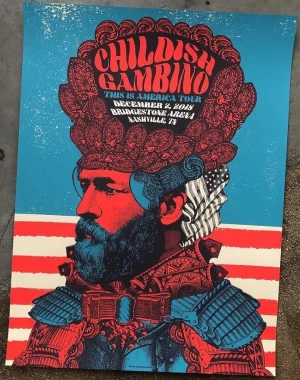 CHILDISH
GAMBINO
THIS IS AMERICA TOUR
DECEMBER 2, 2018
BRIDGESTONE ARENA
NASHVILLE, TN